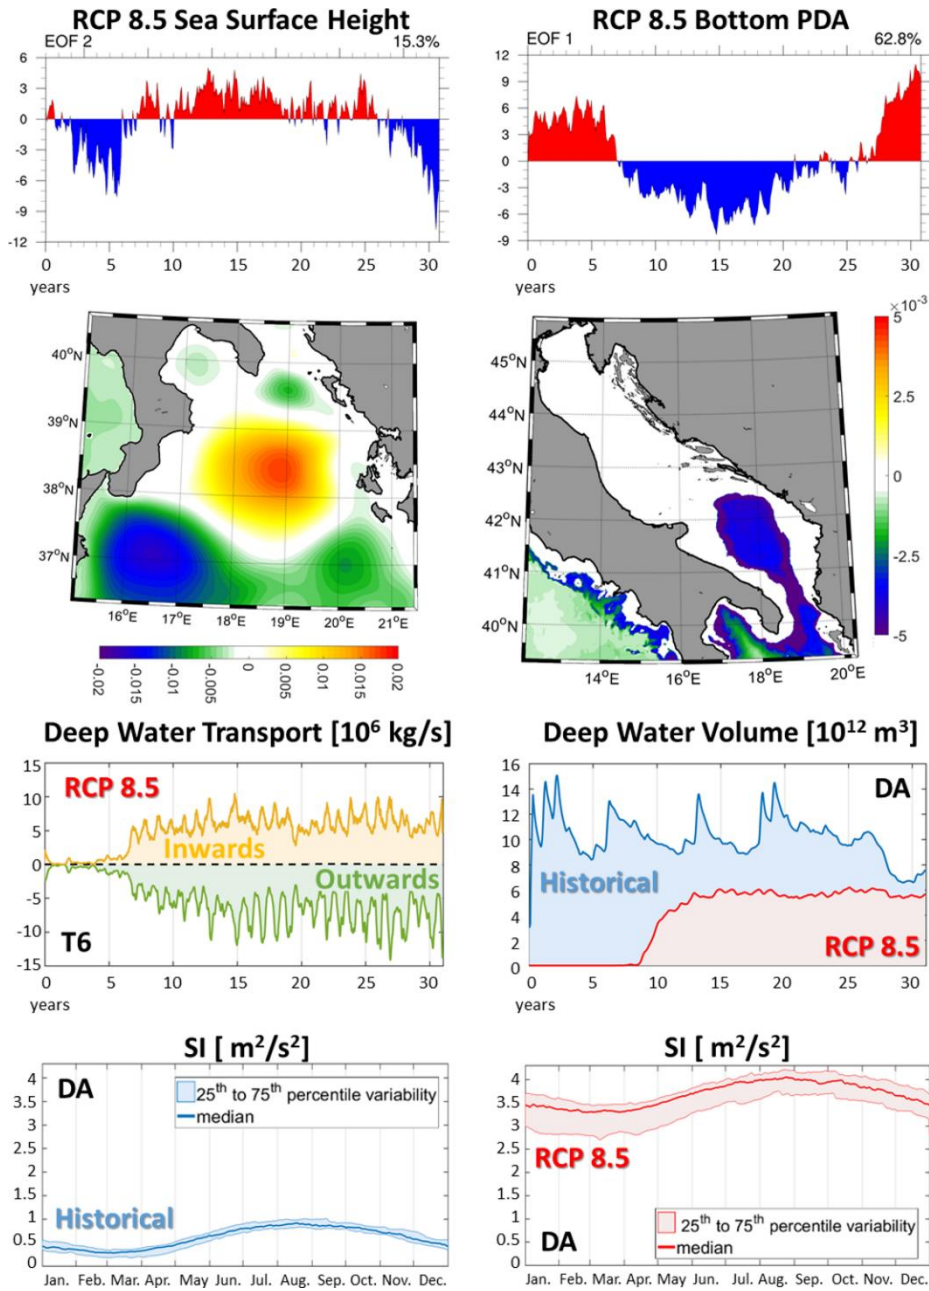 RCP 8.5 Sea Surface Height
EOF 2 15.3%
6
3
0
-3
-6
-9
-12
0 5 10 15 20 25 30
years
RCP 8.5 Bottom PDA
EOF 1 62.8%
12
9
6
3
0
-3
-6
-9
0 5 10 15 20 25 30
years
40°N
39°N
38°N
37°N
16°E 17°E 18°E 19°E 20°E 21°E
-0.02 -0.015 -0.01 -0.005 0 0.005 0.01 0.015 0.02
45°N
44°N
43°N
42°N
41°N
40°N
14°E 16°E 18°E 20°E
×10⁻³
5
2.5
0
-2.5
-5
Deep Water Transport [10⁶ kg/s]
15
10
5
0
-5
-10
-15
RCP 8.5
Inwards
Outwards
T6
0 5 10 15 20 25 30
years
Deep Water Volume [10¹² m³]
16
14
12
10
8
6
4
2
0
DA
Historical
RCP 8.5
0 5 10 15 20 25 30
years
SI [ m²/s²]
4
3.5
3
2.5
2
1.5
1
0.5
0
DA
25th to 75th percentile variability
median
Historical
Jan. Feb. Mar. Apr. May Jun. Jul. Aug. Sep. Oct. Nov. Dec.
SI [ m²/s²]
4
3.5
3
2.5
2
1.5
1
0.5
0
RCP 8.5
25th to 75th percentile variability
median
DA
Jan. Feb. Mar. Apr. May Jun. Jul. Aug. Sep. Oct. Nov. Dec.